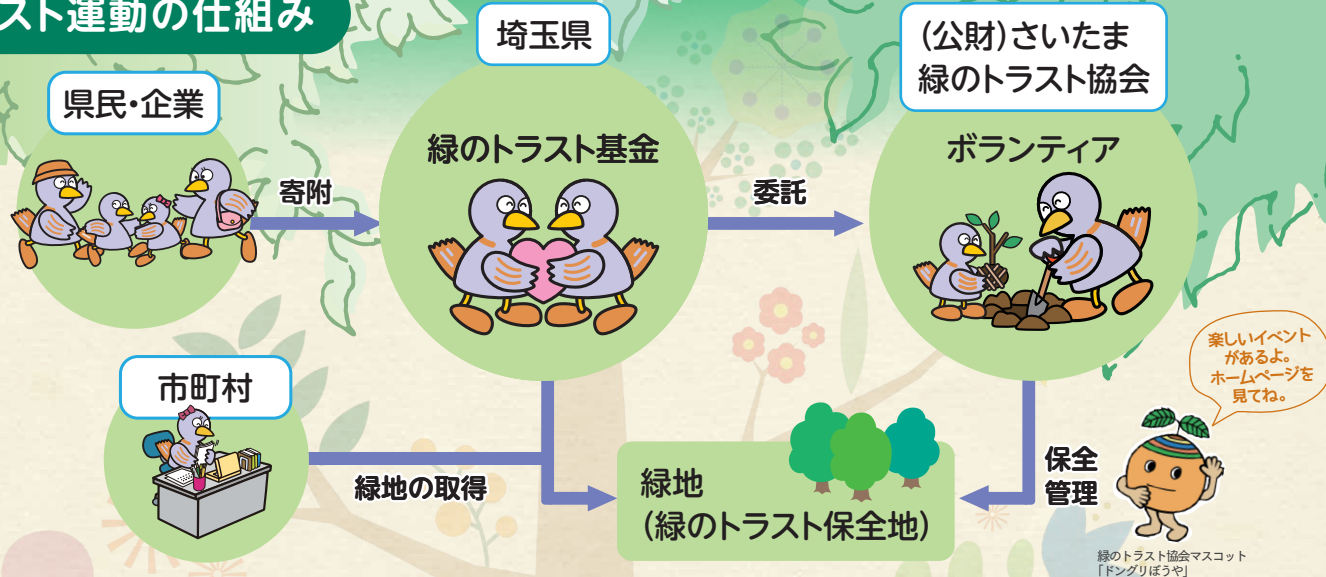 スト運動の仕組み
県民・企業
寄附
埼玉県
緑のトラスト基金
委託
(公財)さいたま
緑のトラスト協会
ボランティア
市町村
緑地の取得
緑地
(緑のトラスト保全地)
保全
管理
楽しいイベント
があるよ。
ホームページを
見てね。
緑のトラスト協会マスコット
「ドングリぼうや」